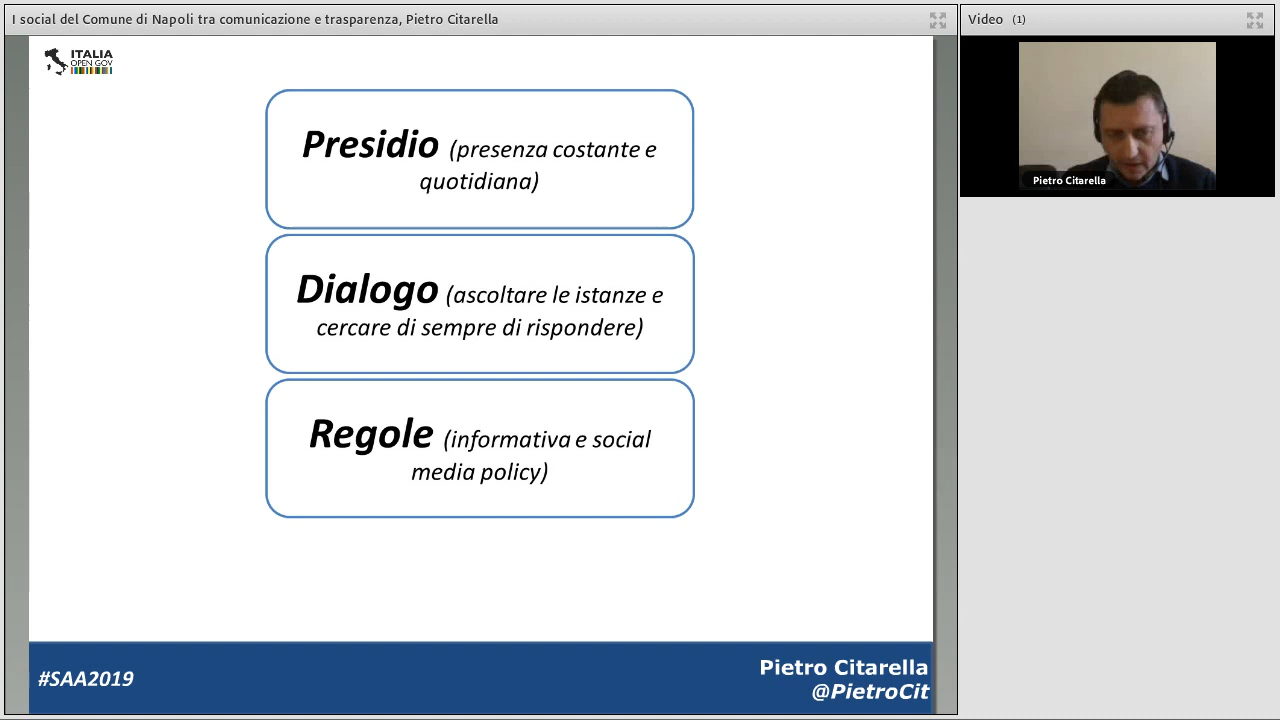 I social del Comune di Napoli tra comunicazione e trasparenza, Pietro Citarella
Video (1)
ITALIA
OPEN GOV
Presidio (presenza costante e
quotidiana)
Dialogo (ascoltare le istanze e
cercare di sempre di rispondere)
Regole (informativa e social
media policy)
Pietro Citarella
#SAA2019
Pietro Citarella
@PietroCit